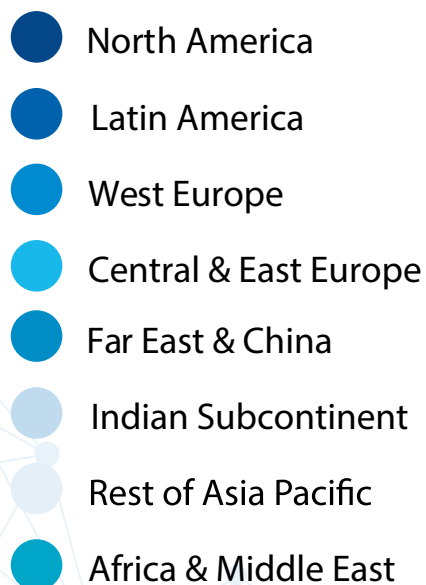 North America
Latin America
West Europe
Central & East Europe
Far East & China
Indian Subcontinent
Rest of Asia Pacific
Africa & Middle East